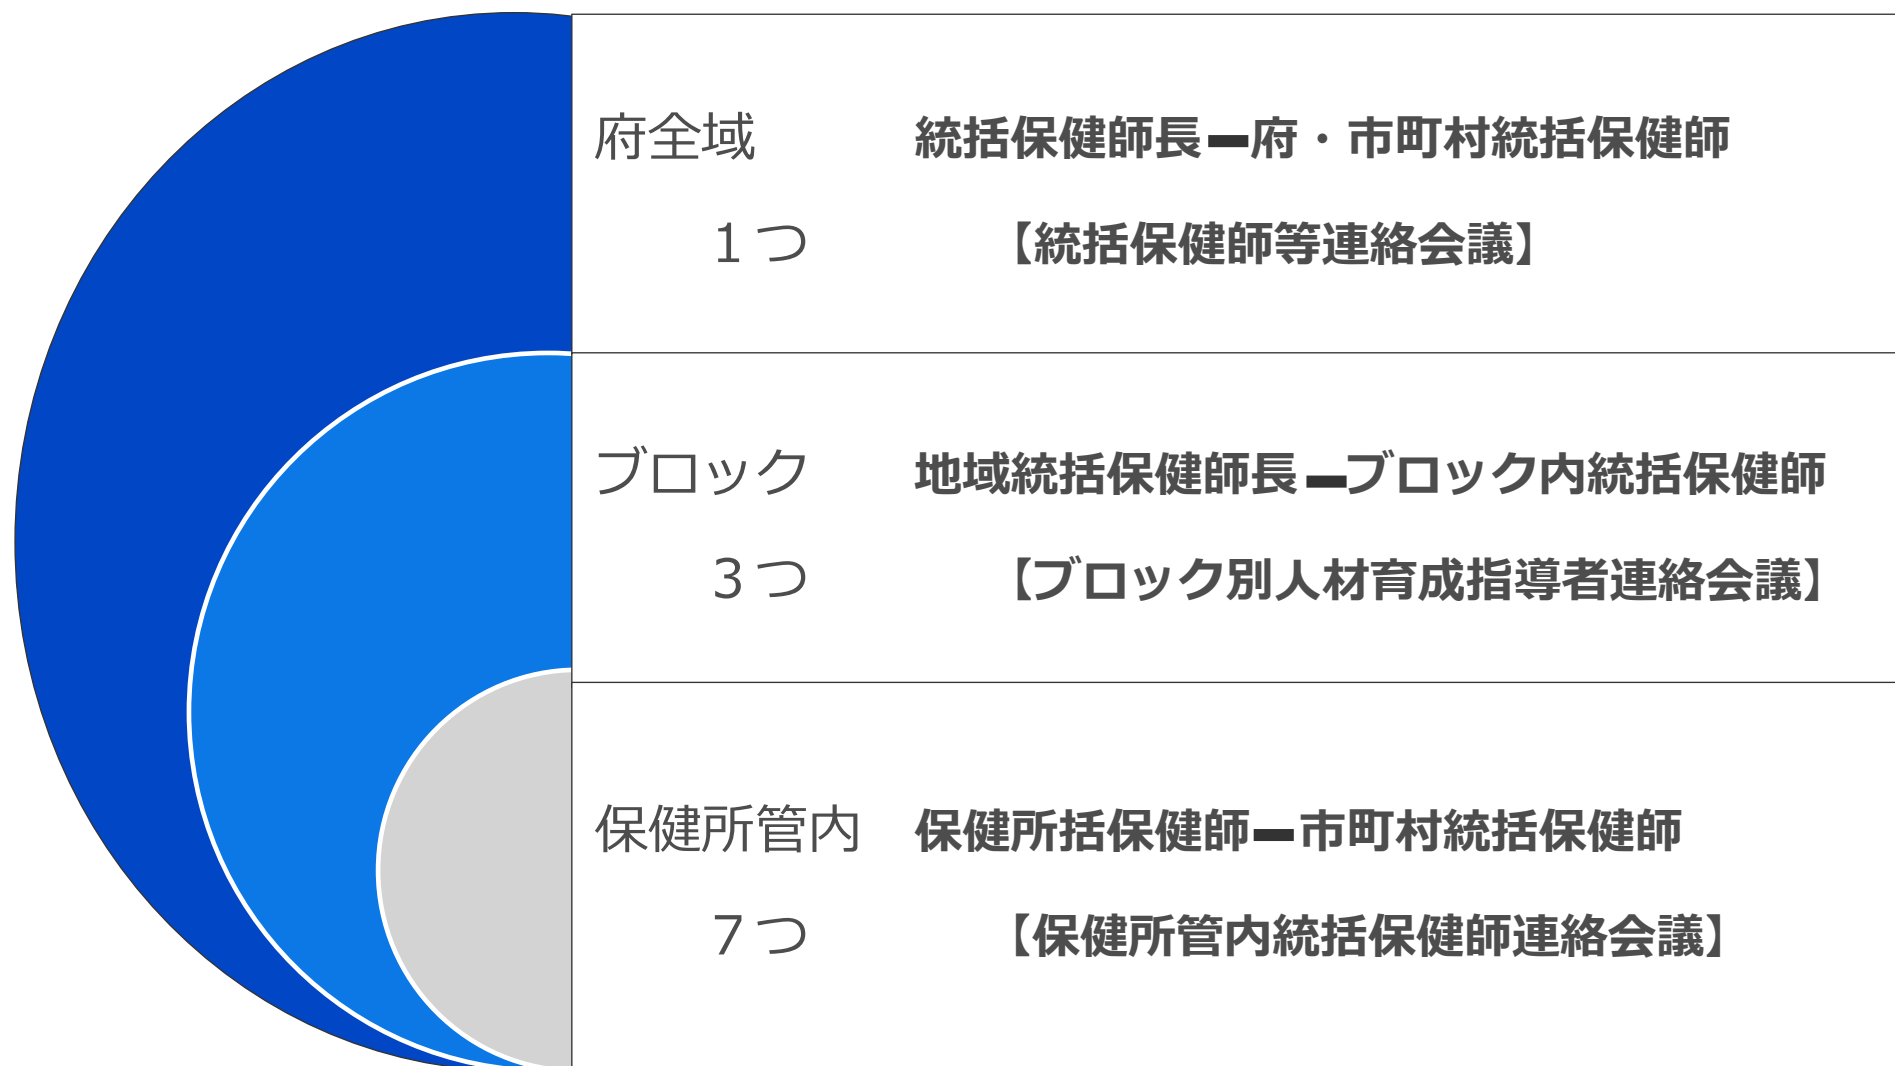 府全域 統括保健師長ー府・市町村統括保健師
1つ 【統括保健師等連絡会議】
ブロック 地域統括保健師長ーブロック内統括保健師
3つ 【ブロック別人材育成指導者連絡会議】
保健所管内 保健所括保健師ー市町村統括保健師
7つ 【保健所管内統括保健師連絡会議】